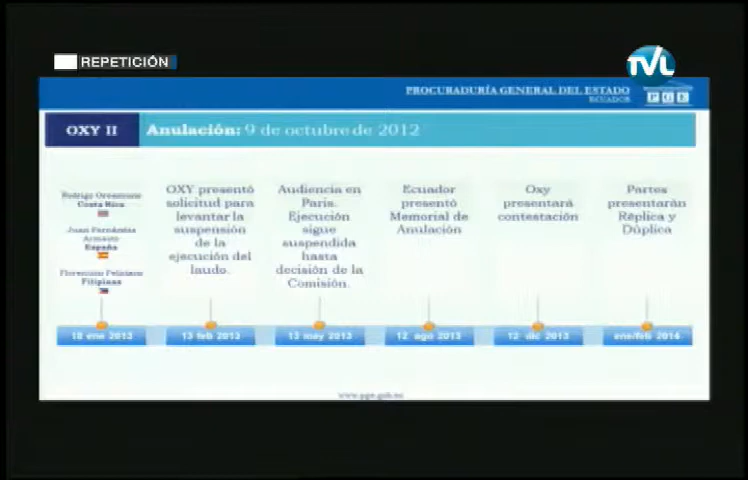 REPETICIÓN
TVL
PROCURADURÍA GENERAL DEL ESTADO
ECUADOR
PGE
OXY II
Anulación: 9 de octubre de 2012
Rodrigo Oreamuno
Costa Rica
Juan Fernández
Armesto
España
Florentino Feliciano
Filipinas
18 ene 2013
OXY presentó
solicitud para
levantar la
suspensión
de la
ejecución del
laudo.
13 feb 2013
Audiencia en
Paris.
Ejecución
sigue
suspendida
hasta
decisión de la
Comisión.
13 may 2013
Ecuador
presentó
Memorial de
Anulación
12 ago 2013
Oxy
presentará
contestación
12 dic 2013
Partes
presentarán
Réplica y
Dúplica
ene/feb 2014
www.pge.gob.ec